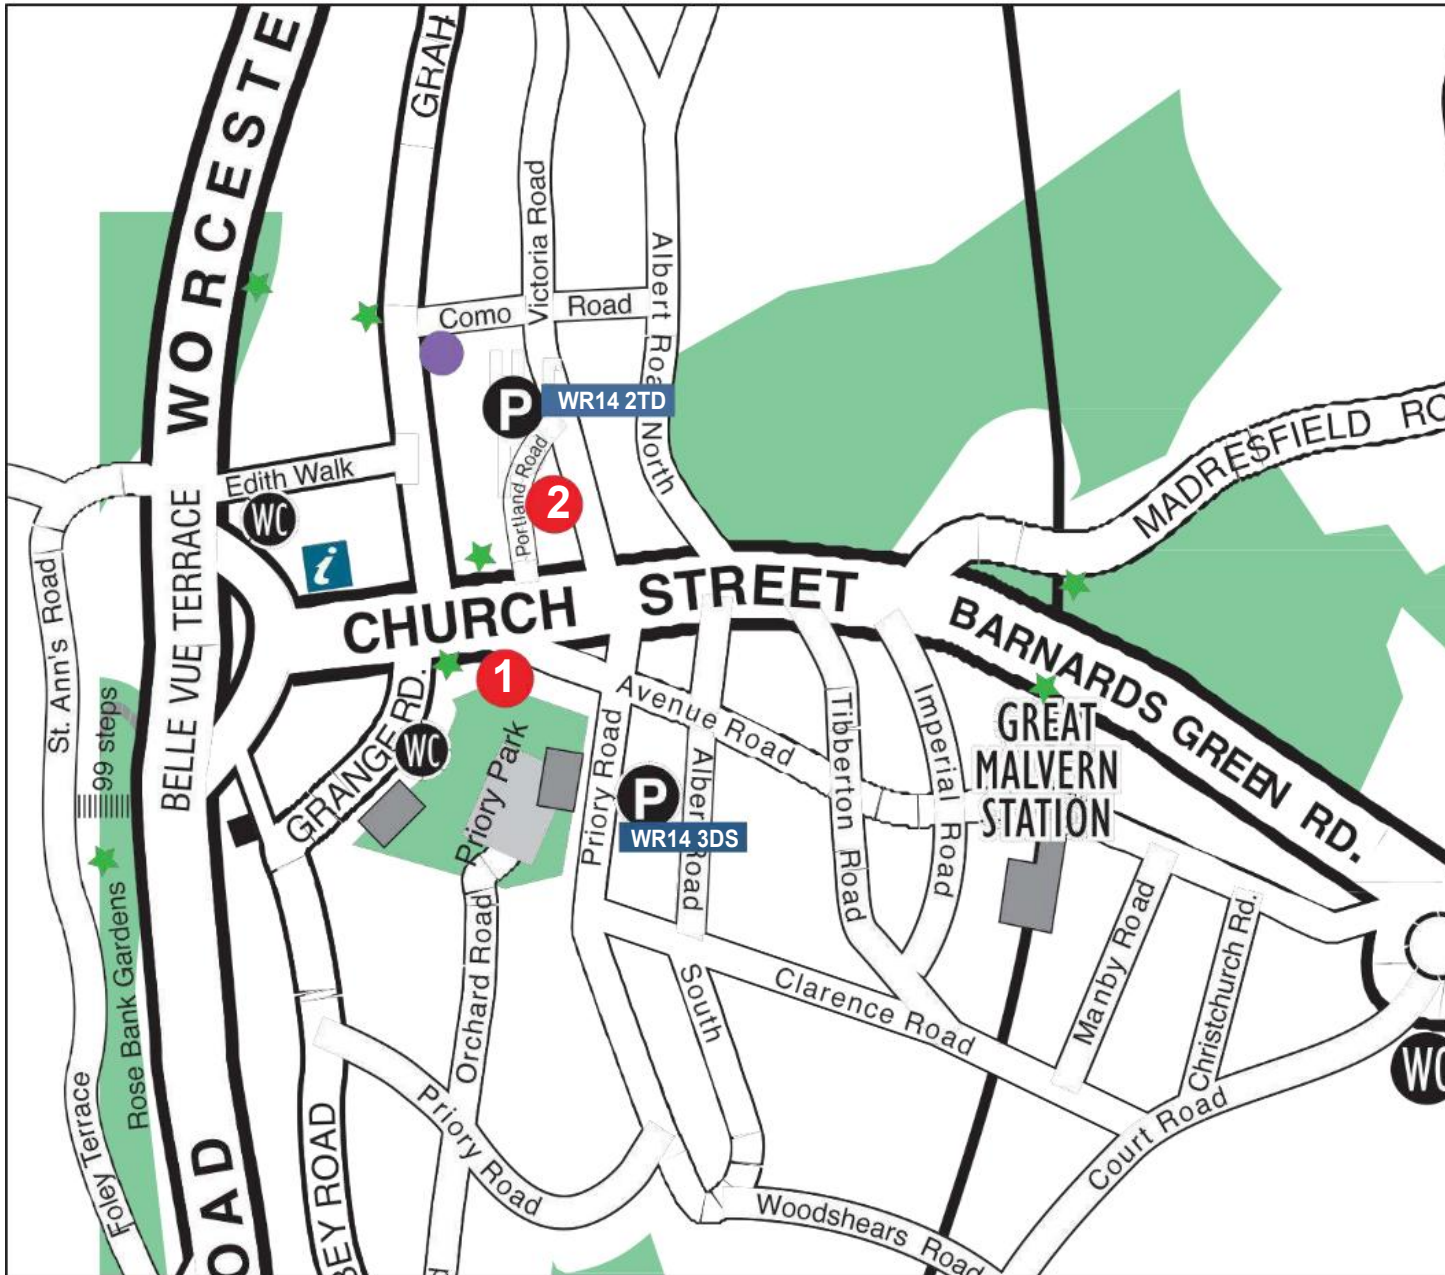 WORCESTE
GRAH
Victoria Road
Albert Road North
Como Road
P
WR14 2TD
Portland Road
2
MADRESFIELD RO
Edith Walk
WC
i
St. Ann's Road
BELLE VUE TERRACE
CHURCH STREET
BARNARDS GREEN RD.
1
99 steps
GRANGE RD.
WC
Priory Park
Avenue Road
Priory Road
P
WR14 3DS
Albert Road
South
Tibberton Road
Imperial Road
GREAT
MALVERN
STATION
Rose Bank Gardens
Orchard Road
Clarence Road
Manby Road
Christchurch Rd.
WC
Foley Terrace
OAD
BEY ROAD
Priory Road
Court Road
Woodshears Road
d